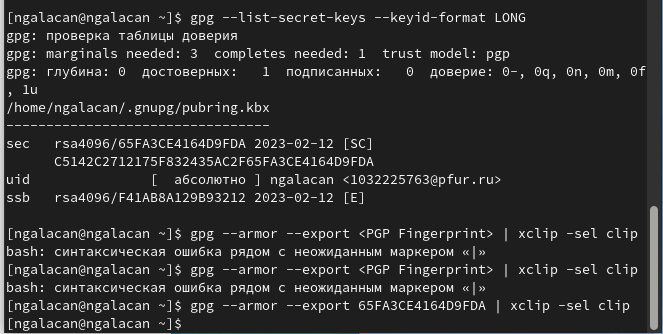 [ngalacan@ngalacan ~]$ gpg --list-secret-keys --keyid-format LONG
gpg: проверка таблицы доверия
gpg: marginals needed: 3  completes needed: 1  trust model: pgp
gpg: глубина: 0  достоверных:   1  подписанных:   0  доверие: 0-, 0q, 0n, 0m, 0f
, 1u
/home/ngalacan/.gnupg/pubring.kbx
---------------------------------
sec   rsa4096/65FA3CE4164D9FDA 2023-02-12 [SC]
      C5142C2712175F832435AC2F65FA3CE4164D9FDA
uid              [  абсолютно ] ngalacan <1032225763@pfur.ru>
ssb   rsa4096/F41AB8A129B93212 2023-02-12 [E]

[ngalacan@ngalacan ~]$ gpg --armor --export <PGP Fingerprint> | xclip -sel clip
bash: синтаксическая ошибка рядом с неожиданным маркером «|»
[ngalacan@ngalacan ~]$ gpg --armor --export <PGP Fingerprint> | xclip -sel clip
bash: синтаксическая ошибка рядом с неожиданным маркером «|»
[ngalacan@ngalacan ~]$ gpg --armor --export 65FA3CE4164D9FDA | xclip -sel clip
[ngalacan@ngalacan ~]$